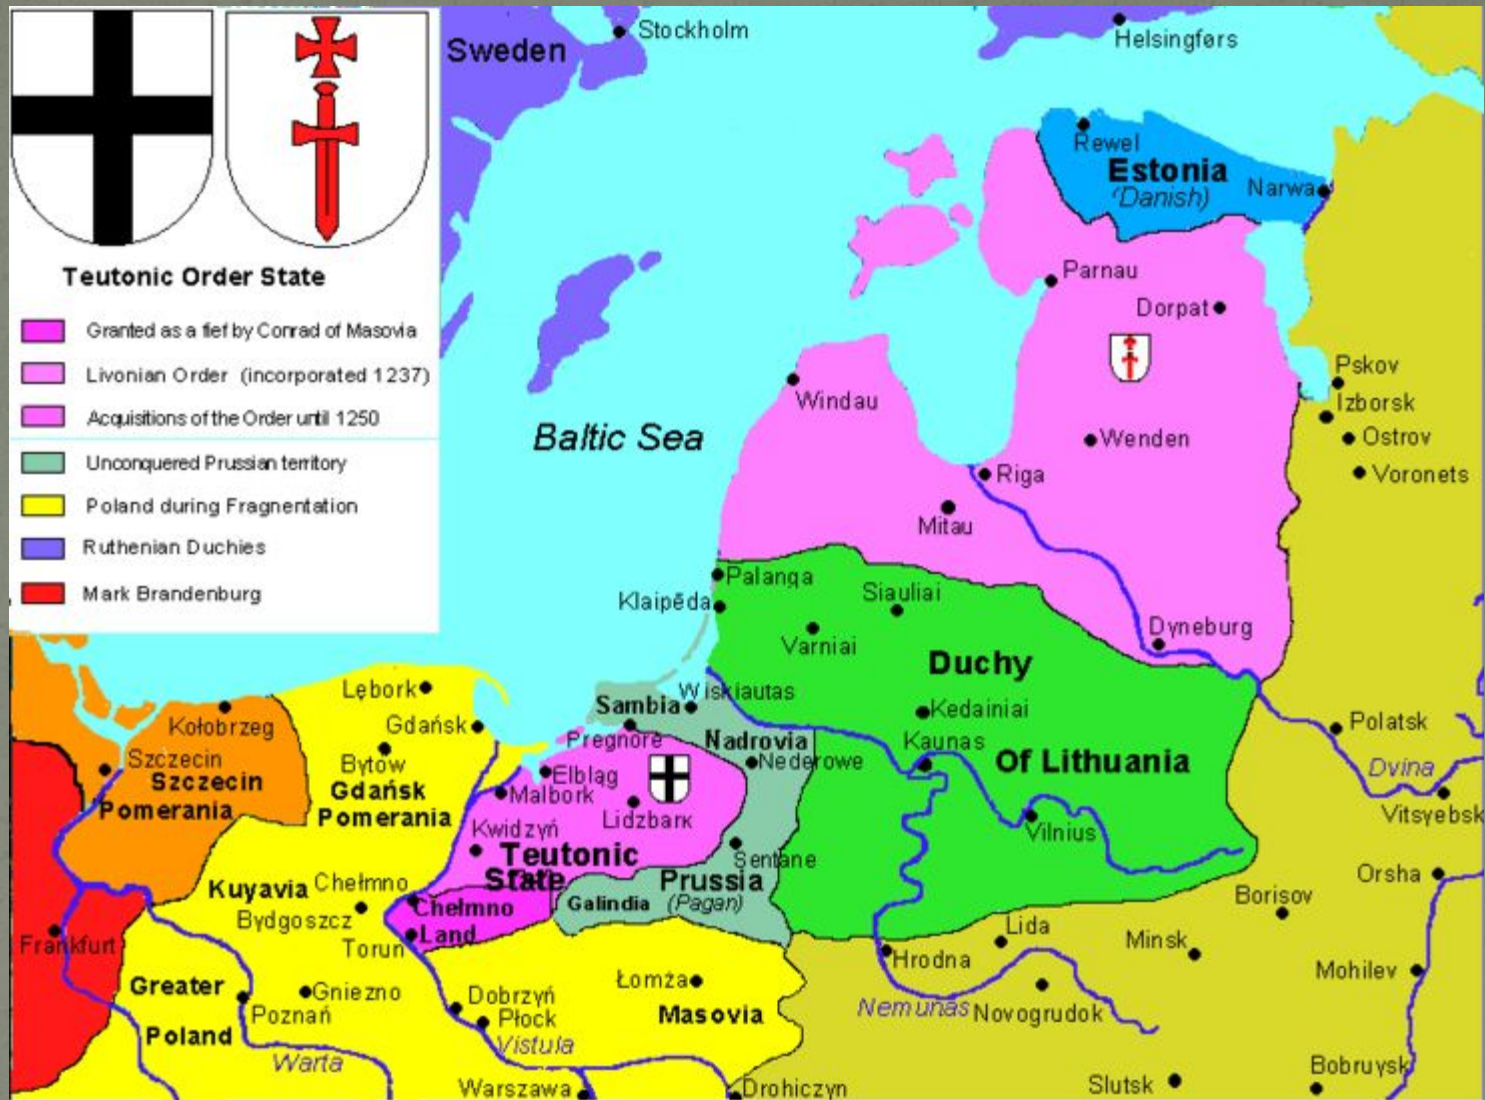 Teutonic Order State
Granted as a fief by Conrad of Masovia
Livonian Order (incorporated 1237)
Acquisitions of the Order until 1250
Unconquered Prussian territory
Poland during Fragnentation
Ruthenian Duchies
Mark Brandenburg
Sweden
Stockholm
Helsingførs
Rewel
Estonia
(Danish)
Narwa
Parnau
Dorpat
Pskov
Izborsk
Ostrov
Voronets
Windau
Wenden
Baltic Sea
Riga
Mitau
Palanga
Klaipēda
Siauliai
Varniai
Dyneburg
Duchy
Of Lithuania
Kedainiai
Kaunas
Vilnius
Polatsk
Dvina
Vitsyebsk
Orsha
Borisov
Lida
Minsk
Mohilev
Hrodna
Nemunas
Novogrudok
Slutsk
Bobruysk
Lębork
Gdańsk
Kołobrzeg
Bytów
Szczecin
Szczecin
Pomerania
Gdańsk
Pomerania
Sambia
Wiskiautas
Pregnore
Nadrovia
Nederowe
Elbląg
Malbork
Lidzbark
Kwidzyń
Teutonic
State
Sentane
Prussia
(Pagan)
Galindia
Kuyavia
Chełmno
Bydgoszcz
Chełmno
Land
Torun
Frankfurt
Greater
Poland
Gniezno
Poznań
Warta
Dobrzyń
Płock
Vistula
Łomża
Masovia
Warszawa
Drohiczyn